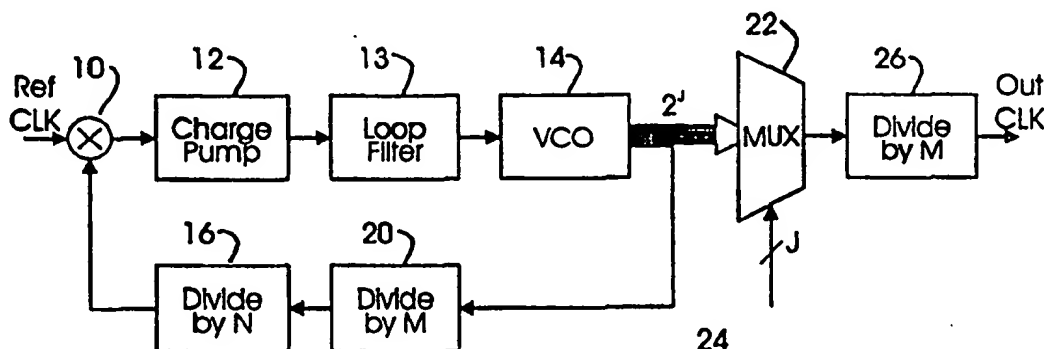 10
12
13
14
22
26
Ref
CLK
Charge
Pump
Loop
Filter
VCO
2^J
MUX
Divide
by M
Out
CLK
16
20
J
Divide
by N
Divide
by M
24